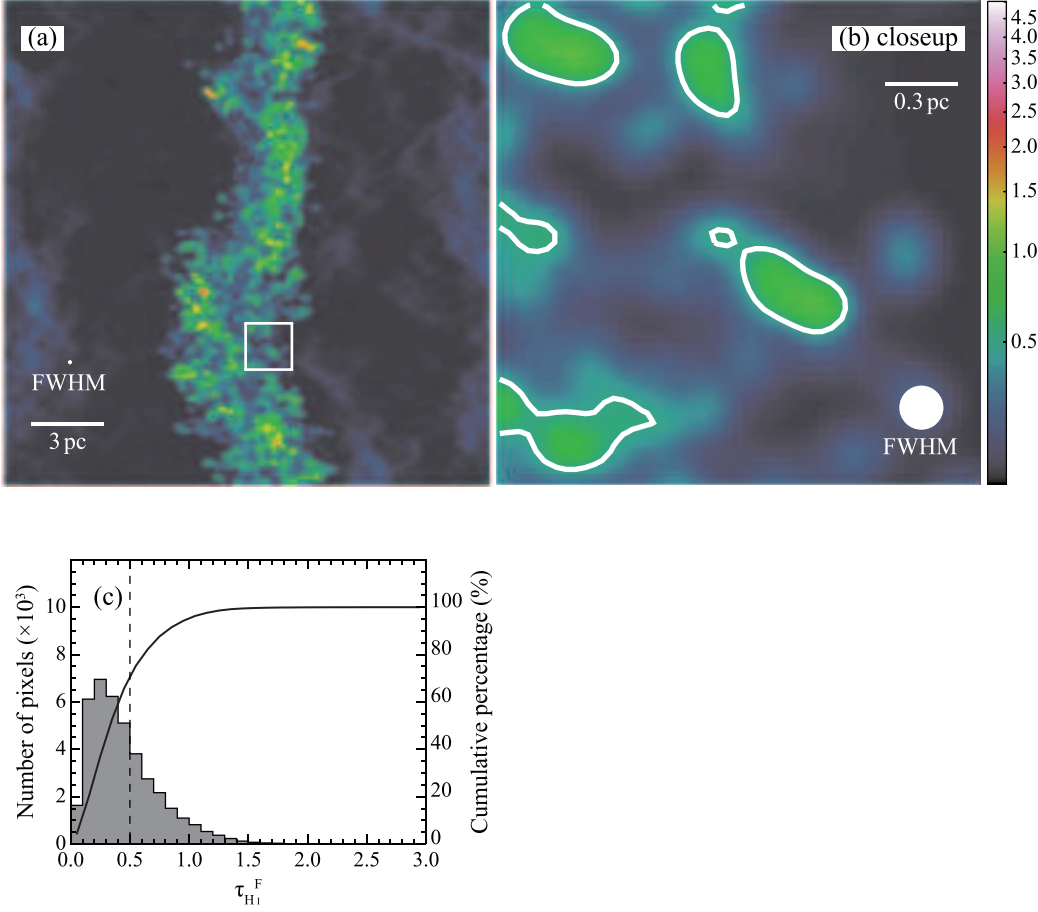 (a)
FWHM
3 pc
(b) closeup
0.3 pc
FWHM
4.5
4.0
3.5
3.0
2.5
2.0
1.5
1.0
0.5
(c)
Number of pixels (×10³)
10
8
6
4
2
0
Cumulative percentage (%)
100
80
60
40
20
0
0.0 0.5 1.0 1.5 2.0 2.5 3.0
τ_HI^F